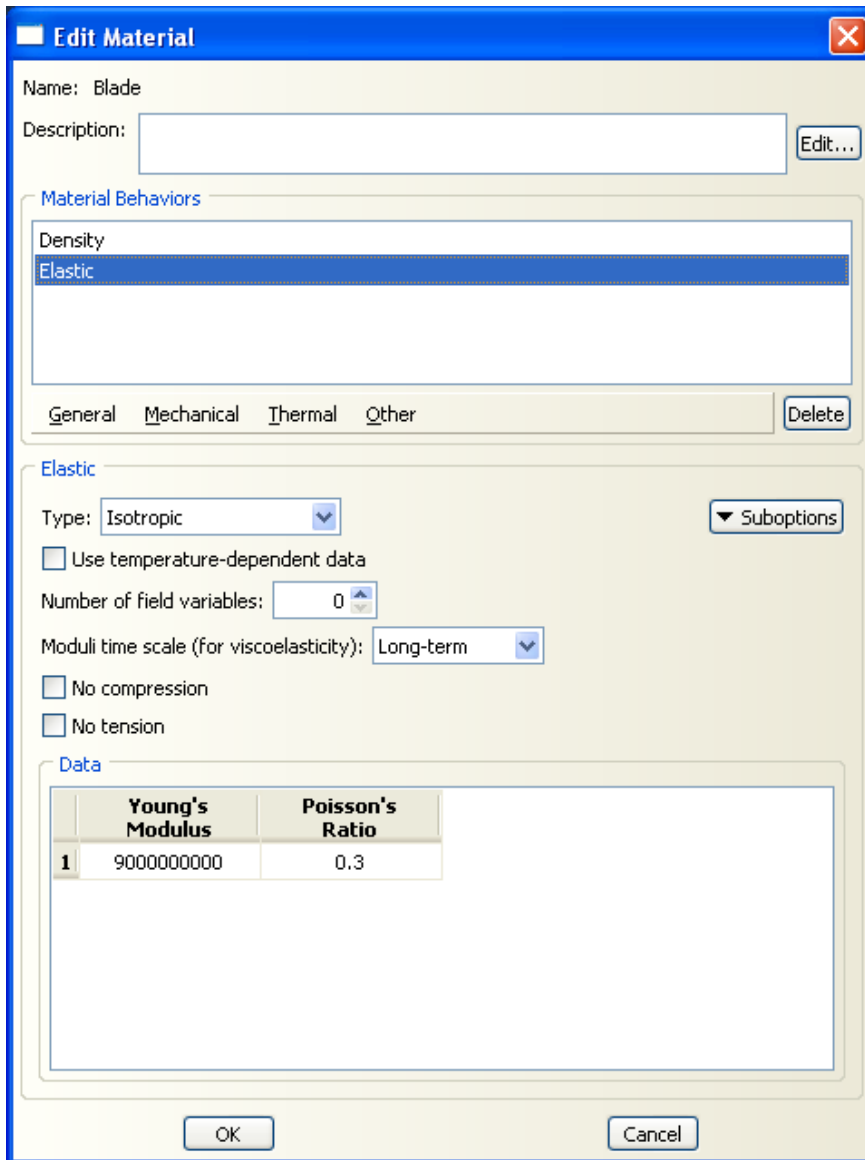 Edit Material
Name: Blade
Description:
Edit...
Material Behaviors
Density
Elastic
General Mechanical Thermal Other Delete
Elastic
Type: Isotropic Suboptions
Use temperature-dependent data
Number of field variables: 0
Moduli time scale (for viscoelasticity): Long-term
No compression
No tension
Data
Young's Poisson's
Modulus Ratio
1 9000000000 0.3
OK Cancel